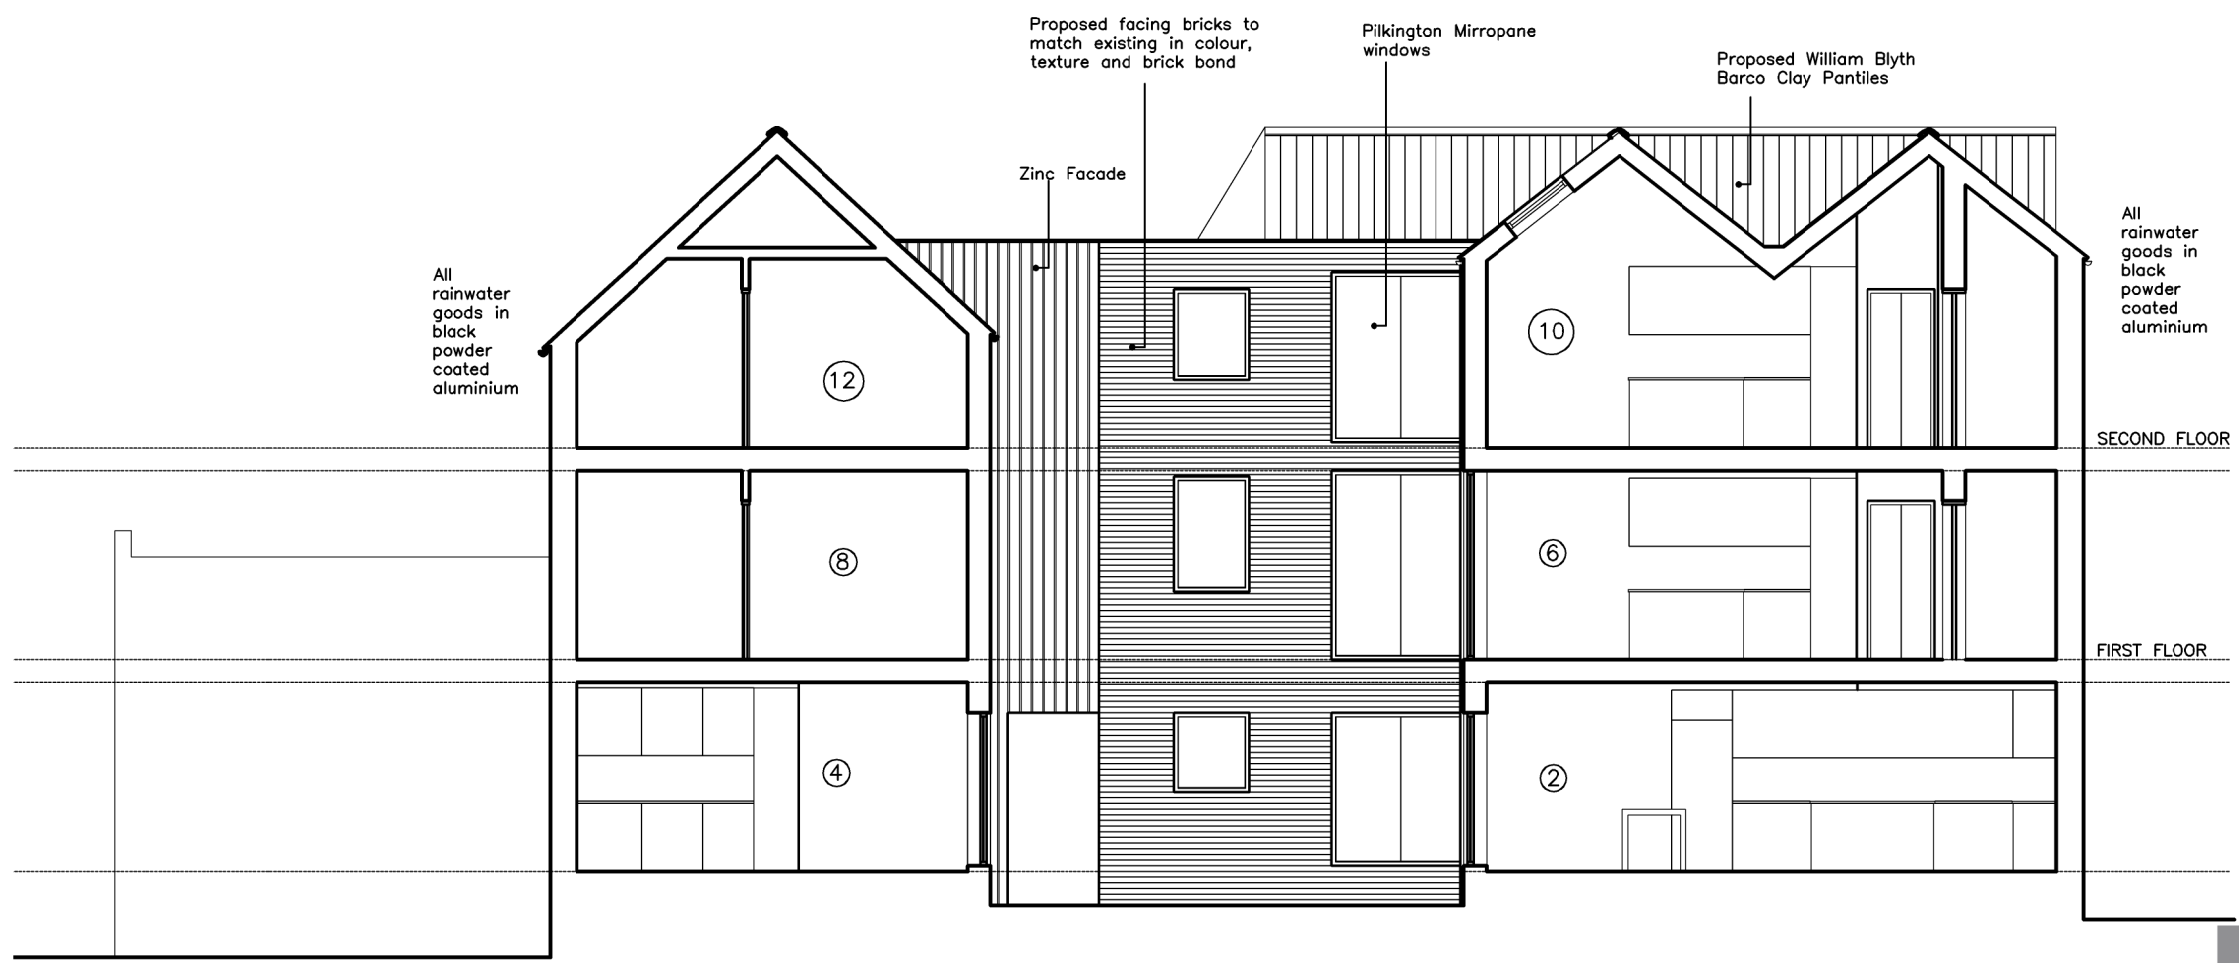 Proposed facing bricks to
match existing in colour,
texture and brick bond
Pilkington Mirropane
windows
Proposed William Blyth
Barco Clay Pantiles
Zinc Facade
All
rainwater
goods in
black
powder
coated
aluminium
All
rainwater
goods in
black
powder
coated
aluminium
10
12
SECOND FLOOR
8
6
FIRST FLOOR
4
2